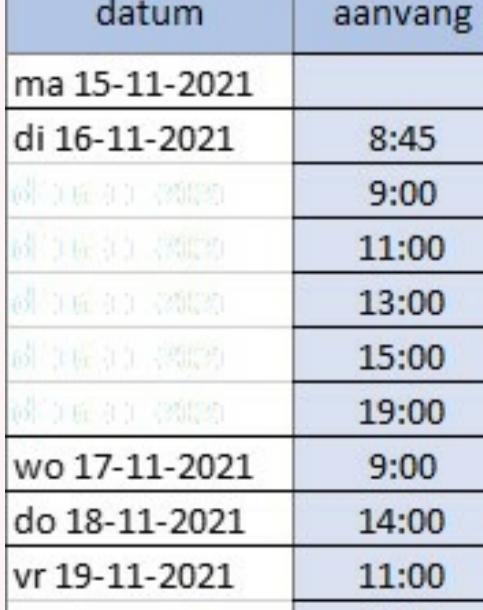 datum aanvang
ma 15-11-2021
di 16-11-2021 8:45
9:00
11:00
13:00
15:00
19:00
wo 17-11-2021 9:00
do 18-11-2021 14:00
vr 19-11-2021 11:00